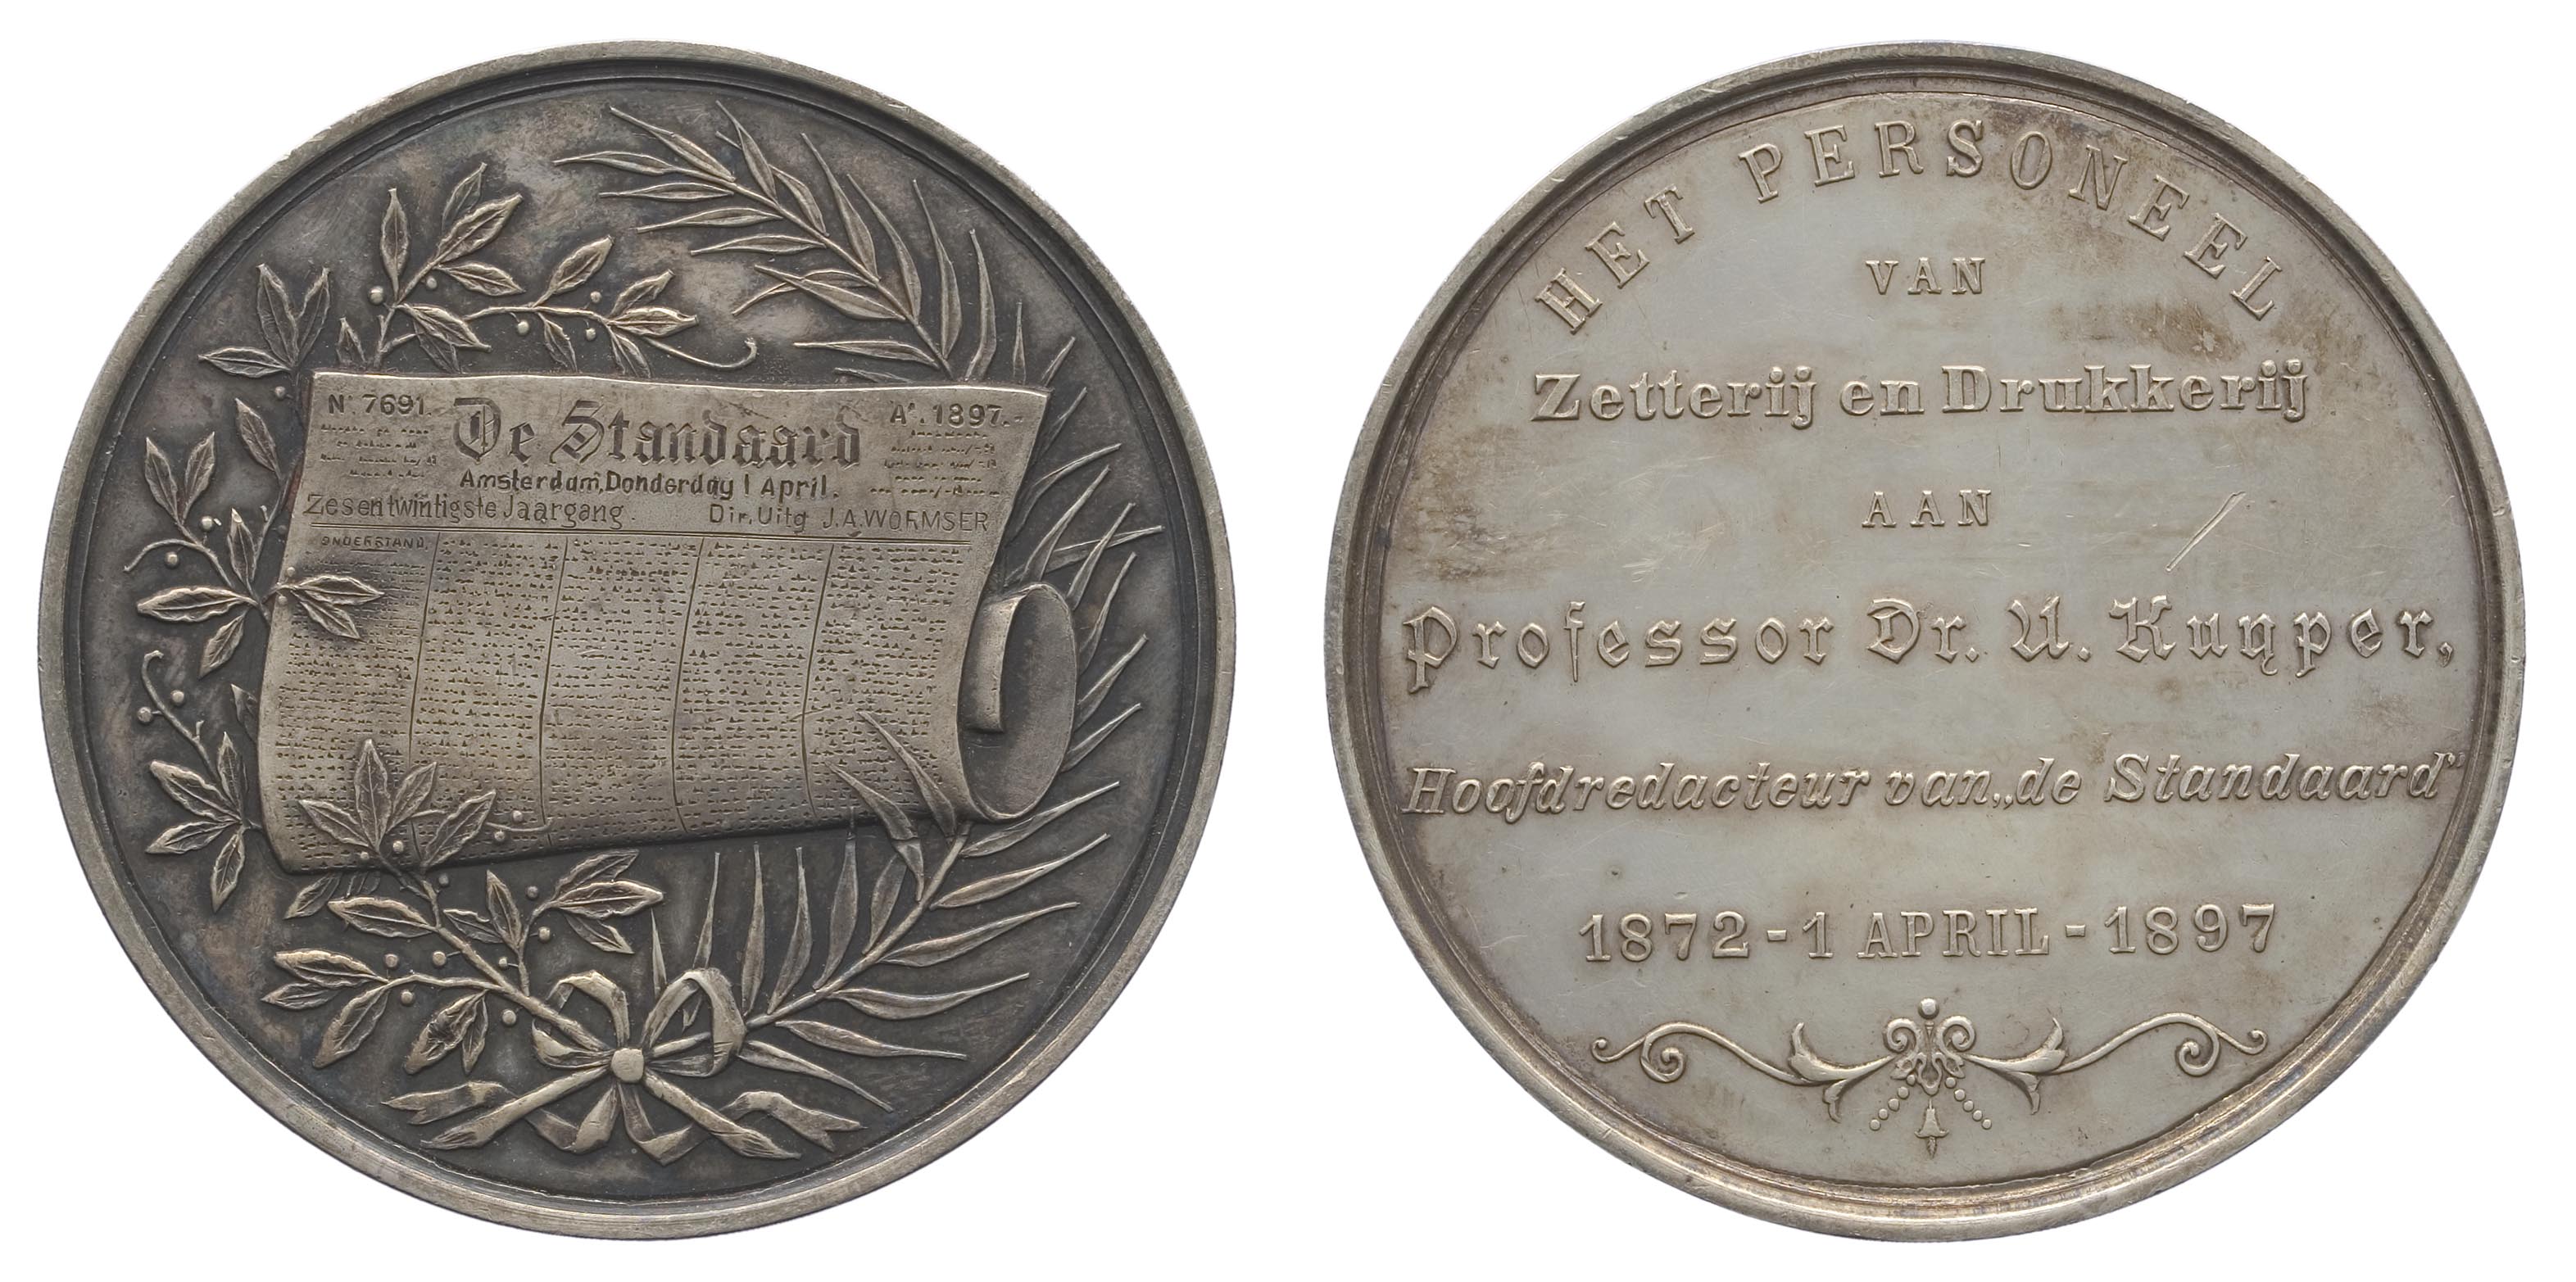 Nº. 7691.
De Standaard
Aº. 1897.
Amsterdam, Donderdag 1 April.
Zesentwintigste Jaargang. Dir. Uitg J.A. WORMSER
ONDERSTAND
HET PERSONEEL
VAN
Zetterij en Drukkerij
AAN
Professor Dr. A. Kuyper,
Hoofdredacteur van „de Standaard"
1872 - 1 APRIL - 1897